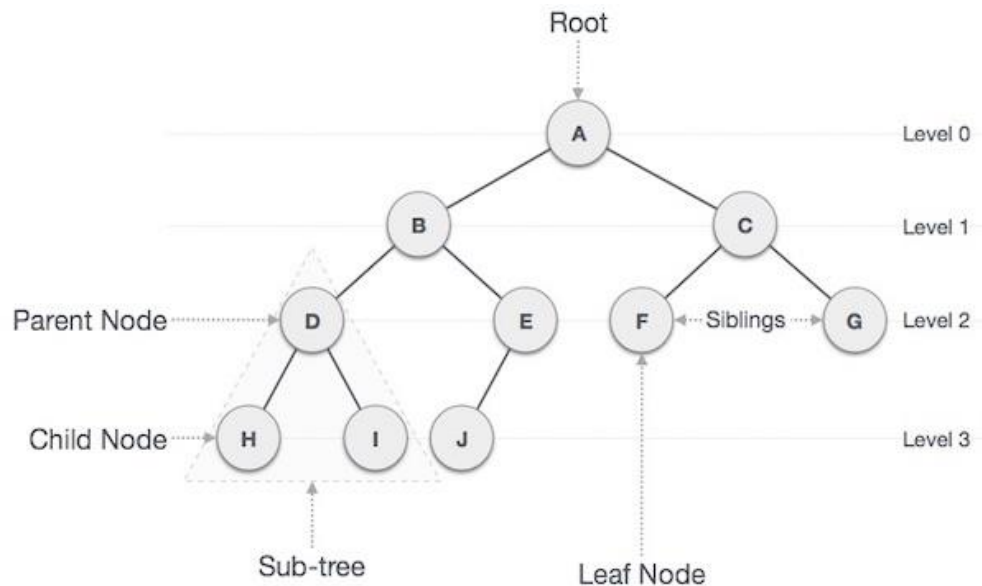 Root
A
Level 0
B
C
Level 1
Parent Node
D
E
F
Siblings
G
Level 2
Child Node
H
I
J
Level 3
Sub-tree
Leaf Node